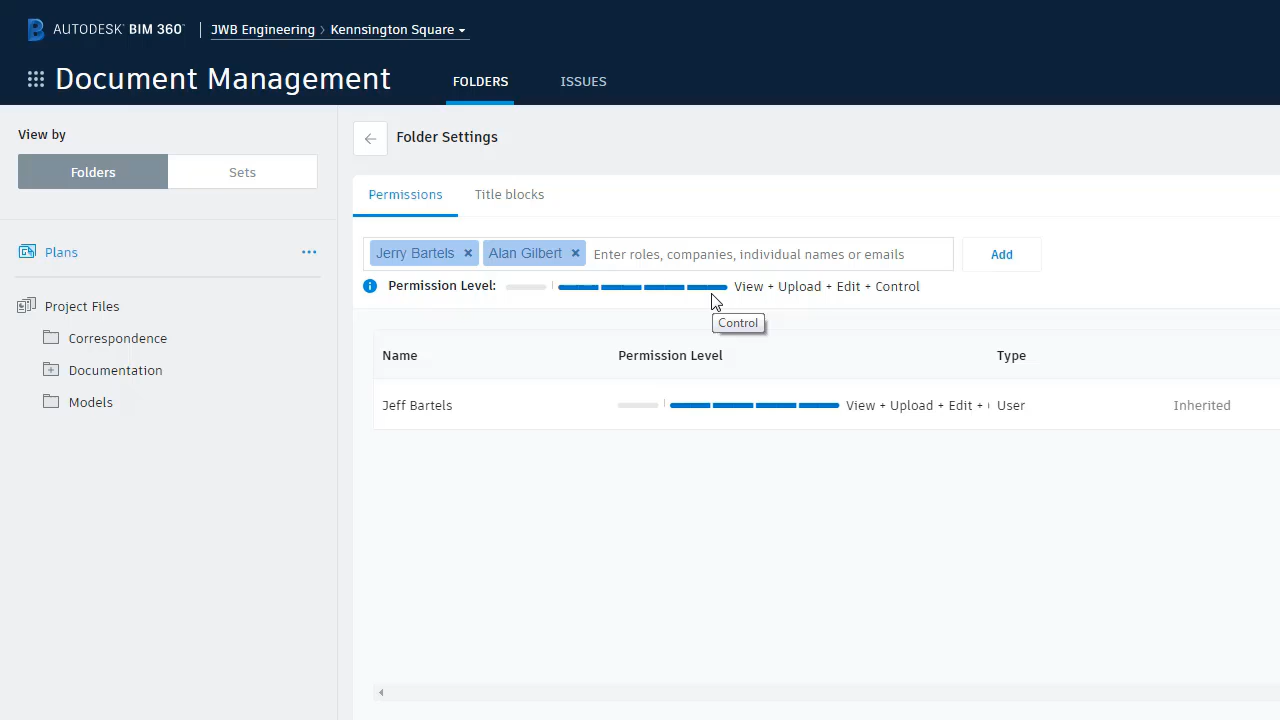 AUTODESK® BIM 360™ JWB Engineering > Kennsington Square
Document Management FOLDERS ISSUES
View by
Folders Sets
Plans
Project Files
Correspondence
Documentation
Models
Folder Settings
Permissions Title blocks
Jerry Bartels × Alan Gilbert × Enter roles, companies, individual names or emails Add
Permission Level: View + Upload + Edit + Control
Control
Name Permission Level Type
Jeff Bartels View + Upload + Edit + User Inherited